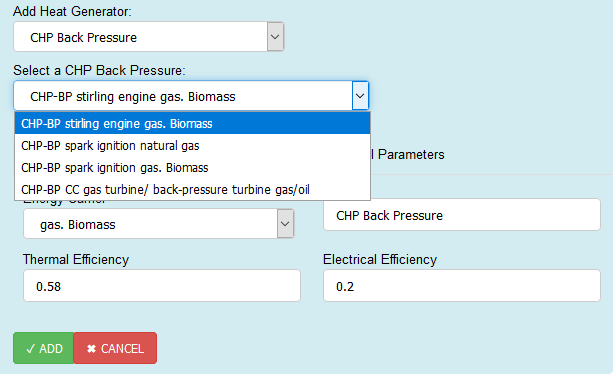 Add Heat Generator:
CHP Back Pressure
Select a CHP Back Pressure:
CHP-BP stirling engine gas. Biomass
CHP-BP stirling engine gas. Biomass
CHP-BP spark ignition natural gas
CHP-BP spark ignition gas. Biomass
CHP-BP CC gas turbine/ back-pressure turbine gas/oil
Parameters
gas. Biomass
CHP Back Pressure
Thermal Efficiency
Electrical Efficiency
0.58
0.2
✓ ADD
✖ CANCEL